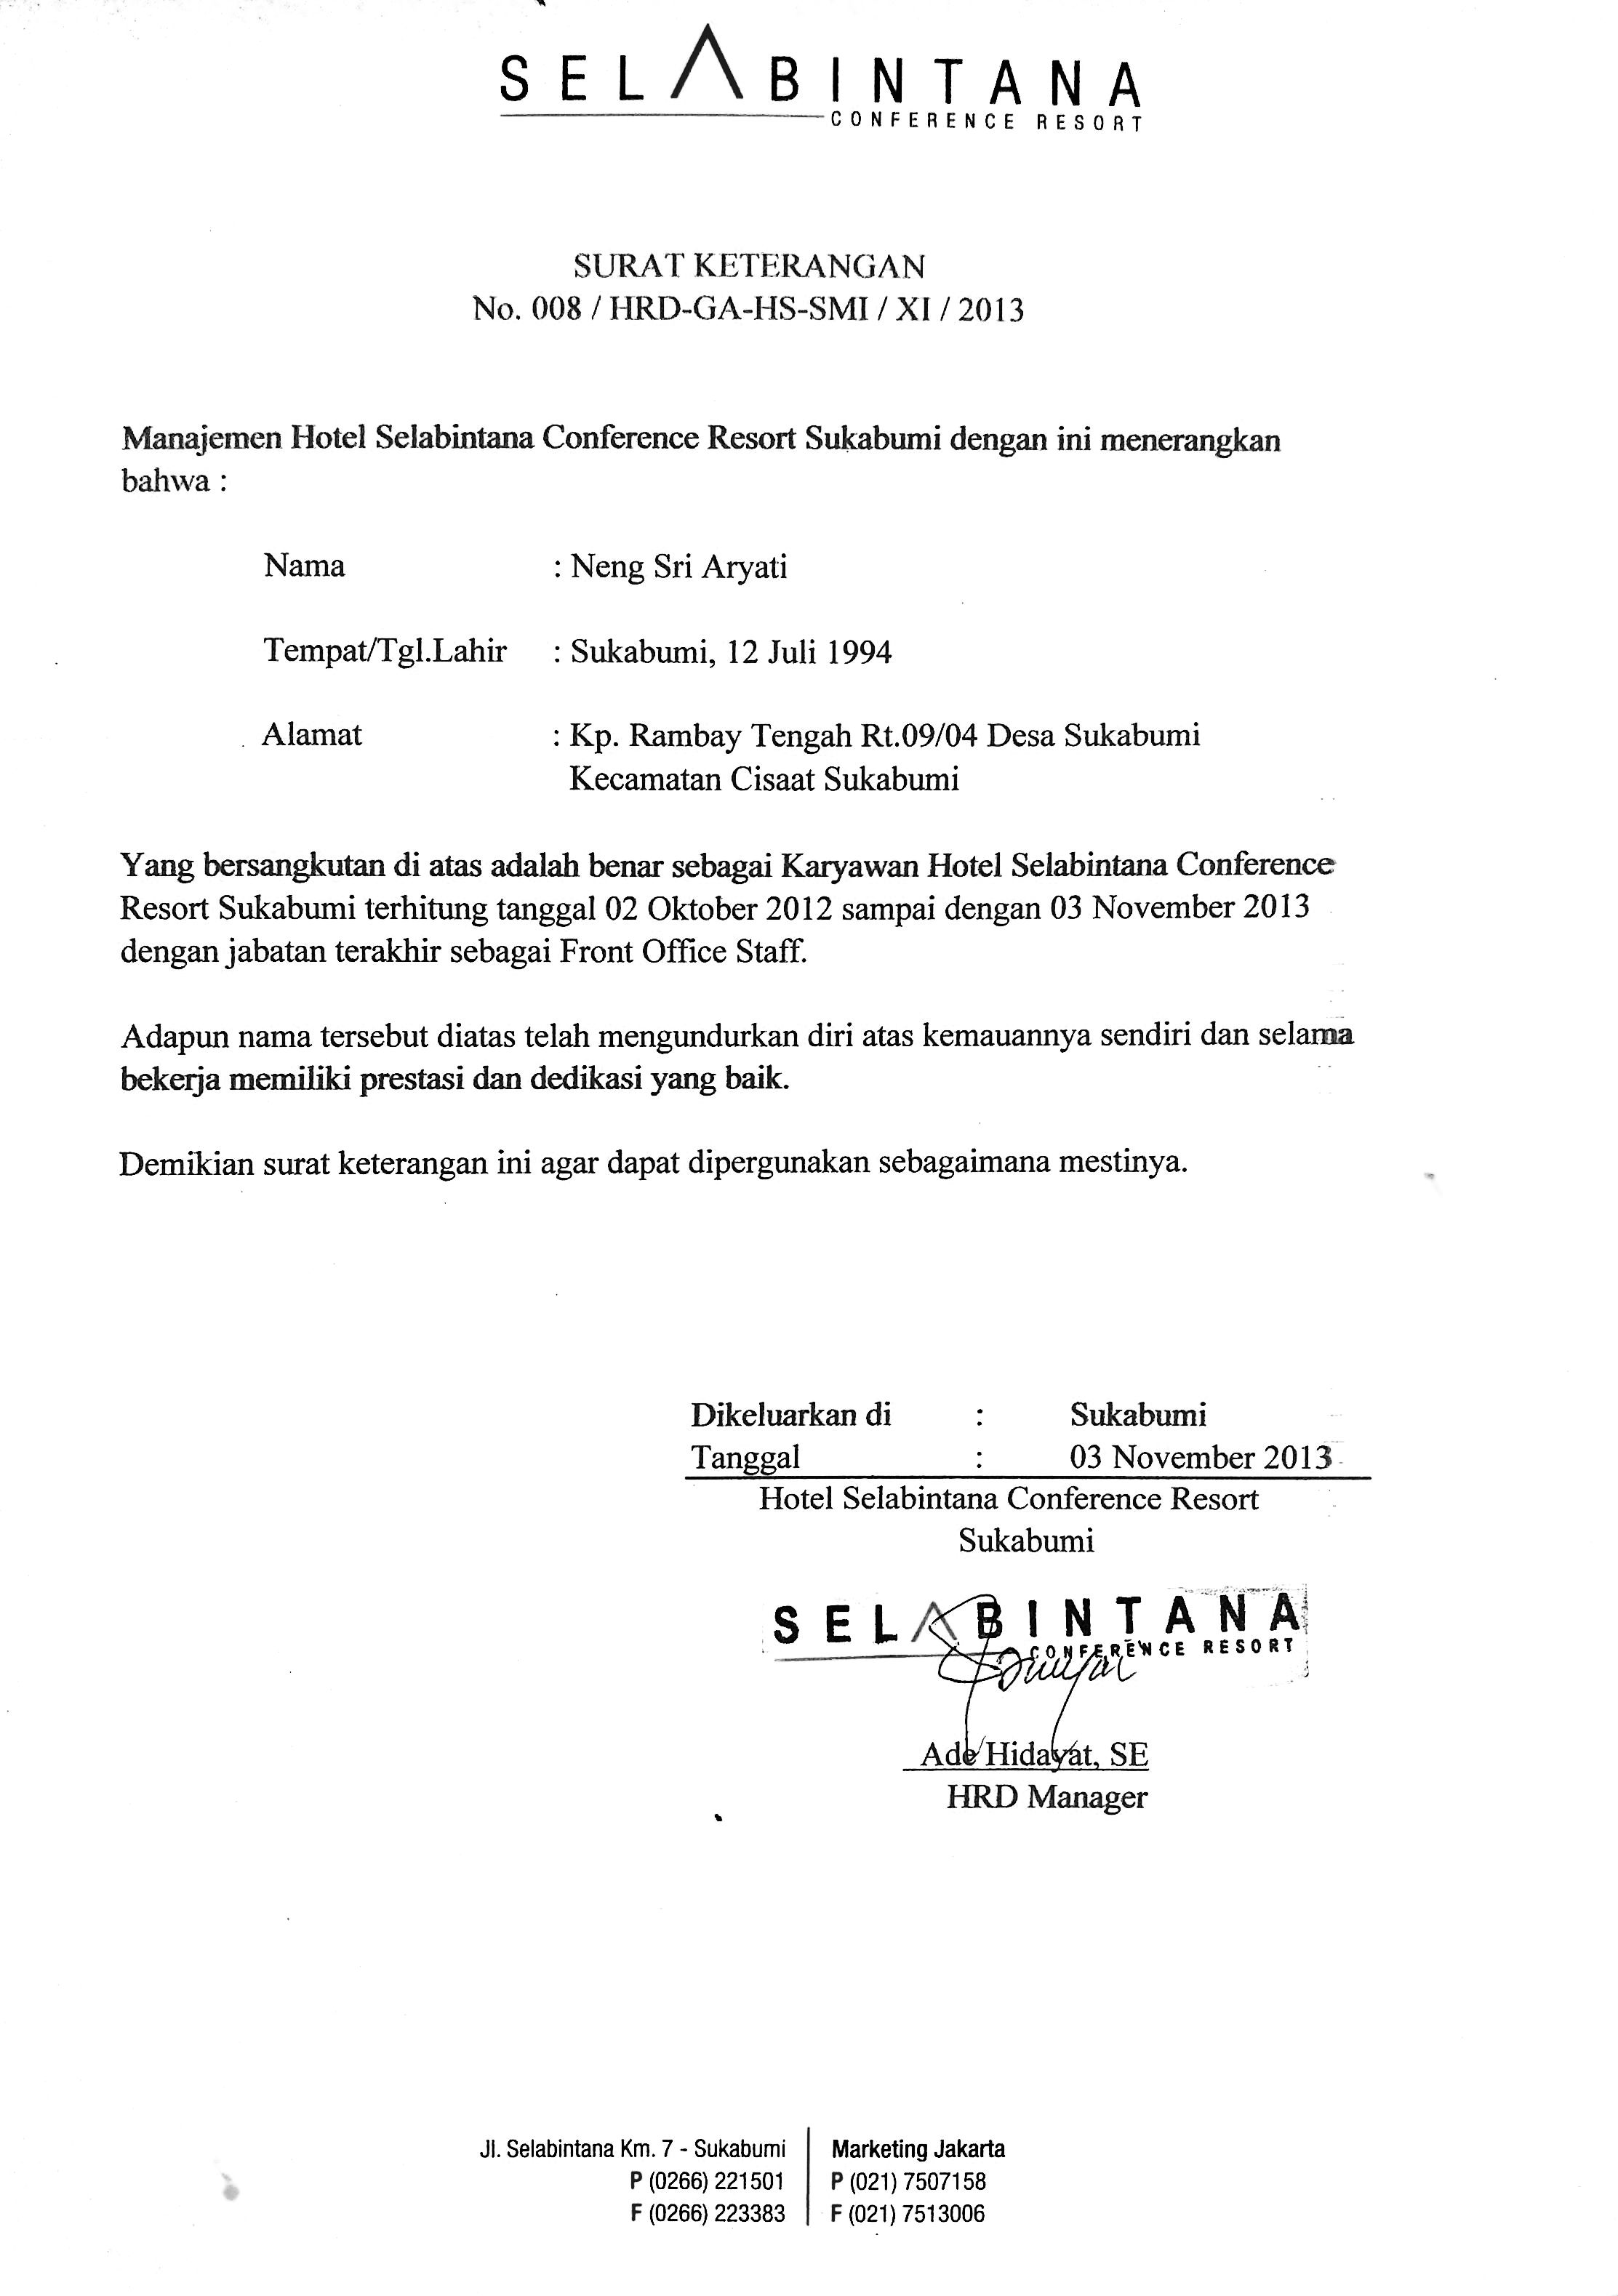 SELABINTANA
CONFERENCE RESORT
SURAT KETERANGAN
No. 008 / HRD-GA-HS-SMI / XI / 2013
Manajemen Hotel Selabintana Conference Resort Sukabumi dengan ini menerangkan
bahwa :
Nama : Neng Sri Aryati
Tempat/Tgl.Lahir : Sukabumi, 12 Juli 1994
Alamat : Kp. Rambay Tengah Rt.09/04 Desa Sukabumi
Kecamatan Cisaat Sukabumi
Yang bersangkutan di atas adalah benar sebagai Karyawan Hotel Selabintana Conference
Resort Sukabumi terhitung tanggal 02 Oktober 2012 sampai dengan 03 November 2013
dengan jabatan terakhir sebagai Front Office Staff.
Adapun nama tersebut diatas telah mengundurkan diri atas kemauannya sendiri dan selama
bekerja memiliki prestasi dan dedikasi yang baik.
Demikian surat keterangan ini agar dapat dipergunakan sebagaimana mestinya.
Dikeluarkan di : Sukabumi
Tanggal : 03 November 2013
Hotel Selabintana Conference Resort
Sukabumi
SELABINTANA
CONFERENCE RESORT
Ade Hidayat, SE
HRD Manager
Jl. Selabintana Km. 7 - Sukabumi
P (0266) 221501
F (0266) 223383
Marketing Jakarta
P (021) 7507158
F (021) 7513006